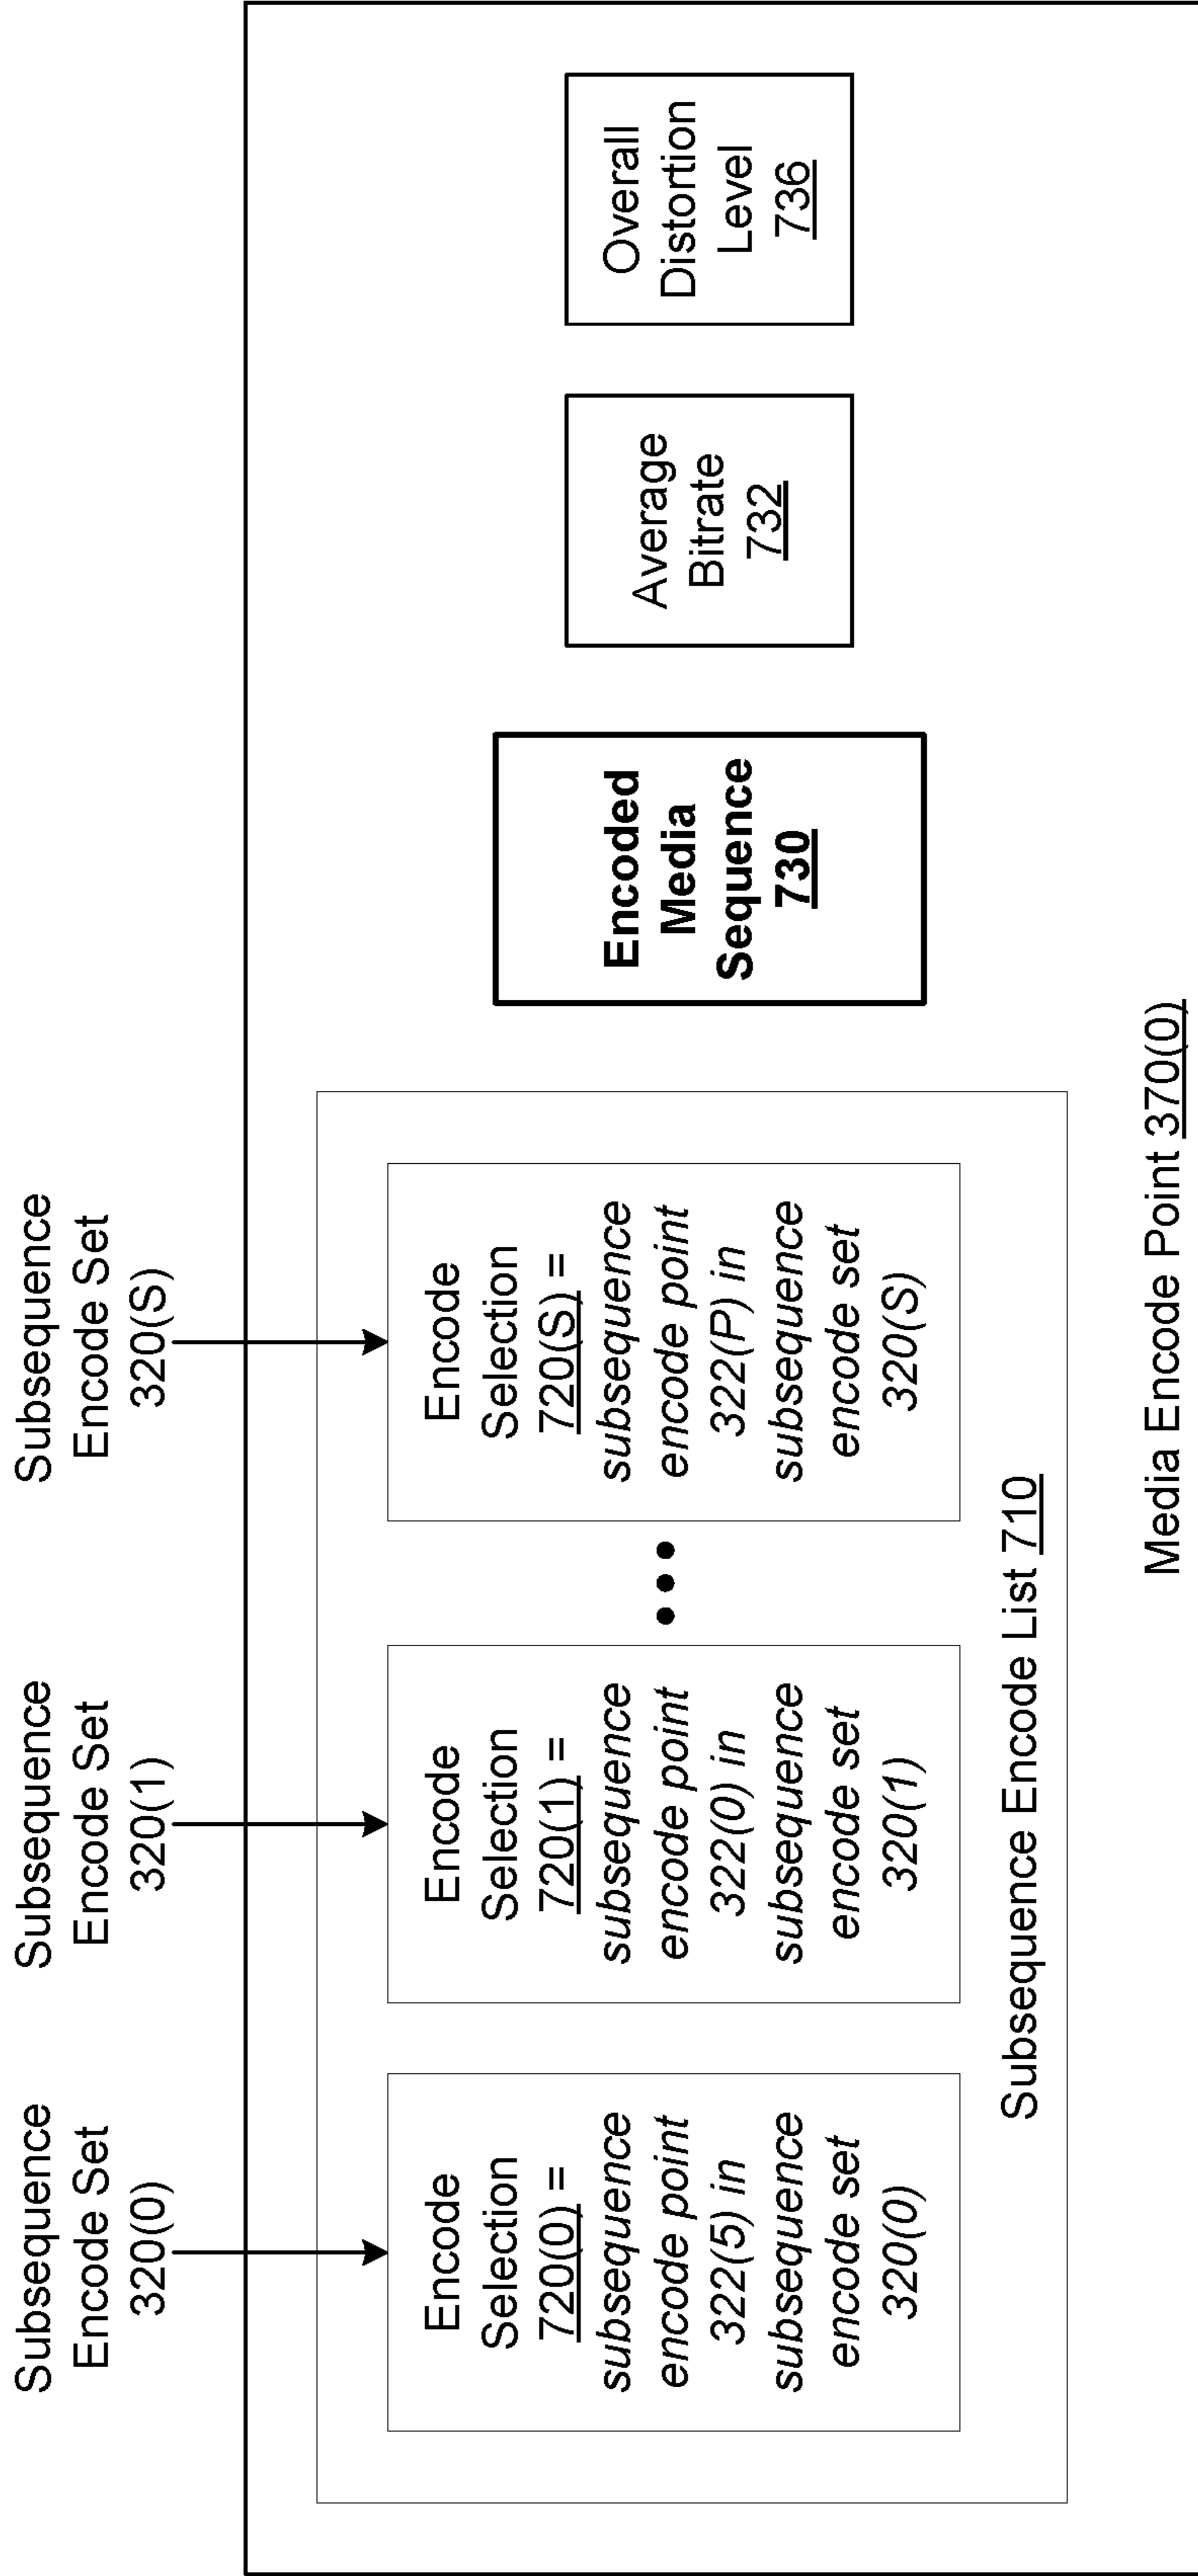 Subsequence
Encode Set
320(0)
Subsequence
Encode Set
320(1)
Subsequence
Encode Set
320(S)
Encode
Selection
720(0) =
subsequence
encode point
322(5) in
subsequence
encode set
320(0)
Encode
Selection
720(1) =
subsequence
encode point
322(0) in
subsequence
encode set
320(1)
Encode
Selection
720(S) =
subsequence
encode point
322(P) in
subsequence
encode set
320(S)
Subsequence Encode List 710
Encoded
Media
Sequence
730
Average
Bitrate
732
Overall
Distortion
Level
736
Media Encode Point 370(0)